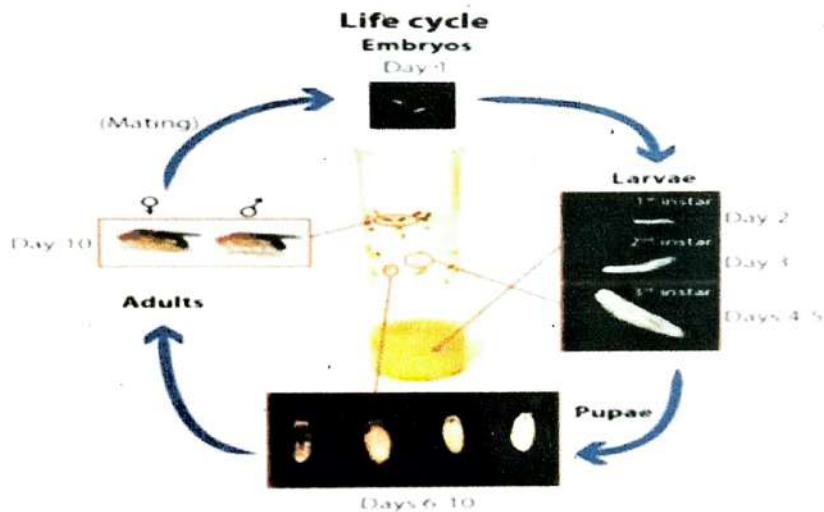 Life cycle
Embryos
Day 1
(Mating)
Larvae
1st instar
Day 2
2nd instar
Day 3
3rd instar
Days 4-5
♀ ♂
Day 10
Adults
Pupae
Days 6-10